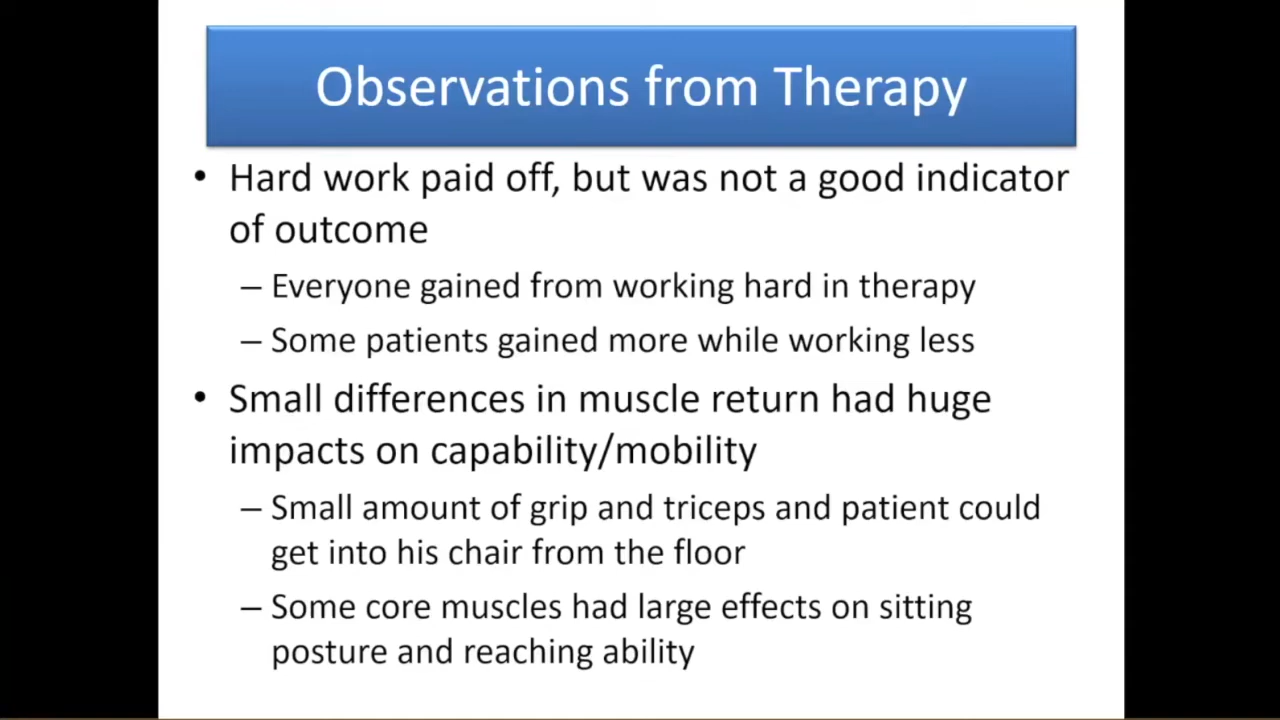 Observations from Therapy
• Hard work paid off, but was not a good indicator
of outcome
– Everyone gained from working hard in therapy
– Some patients gained more while working less
• Small differences in muscle return had huge
impacts on capability/mobility
– Small amount of grip and triceps and patient could
get into his chair from the floor
– Some core muscles had large effects on sitting
posture and reaching ability